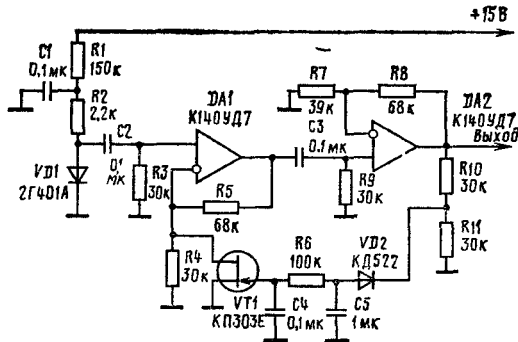 +15В
C1
0,1мк
R1
150к
R2
2,2к
VD1
2Г401А
C2
0,1
мк
R3
30к
DA1
К140УД7
R5
68к
R4
30к
VT1
КП303Е
C3
0.1мк
R7
39к
R8
68к
DA2
К140УД7
Выход
R9
30к
R10
30к
R11
30к
R6
100к
VD2
КД522
C4
0,1мк
C5
1мк